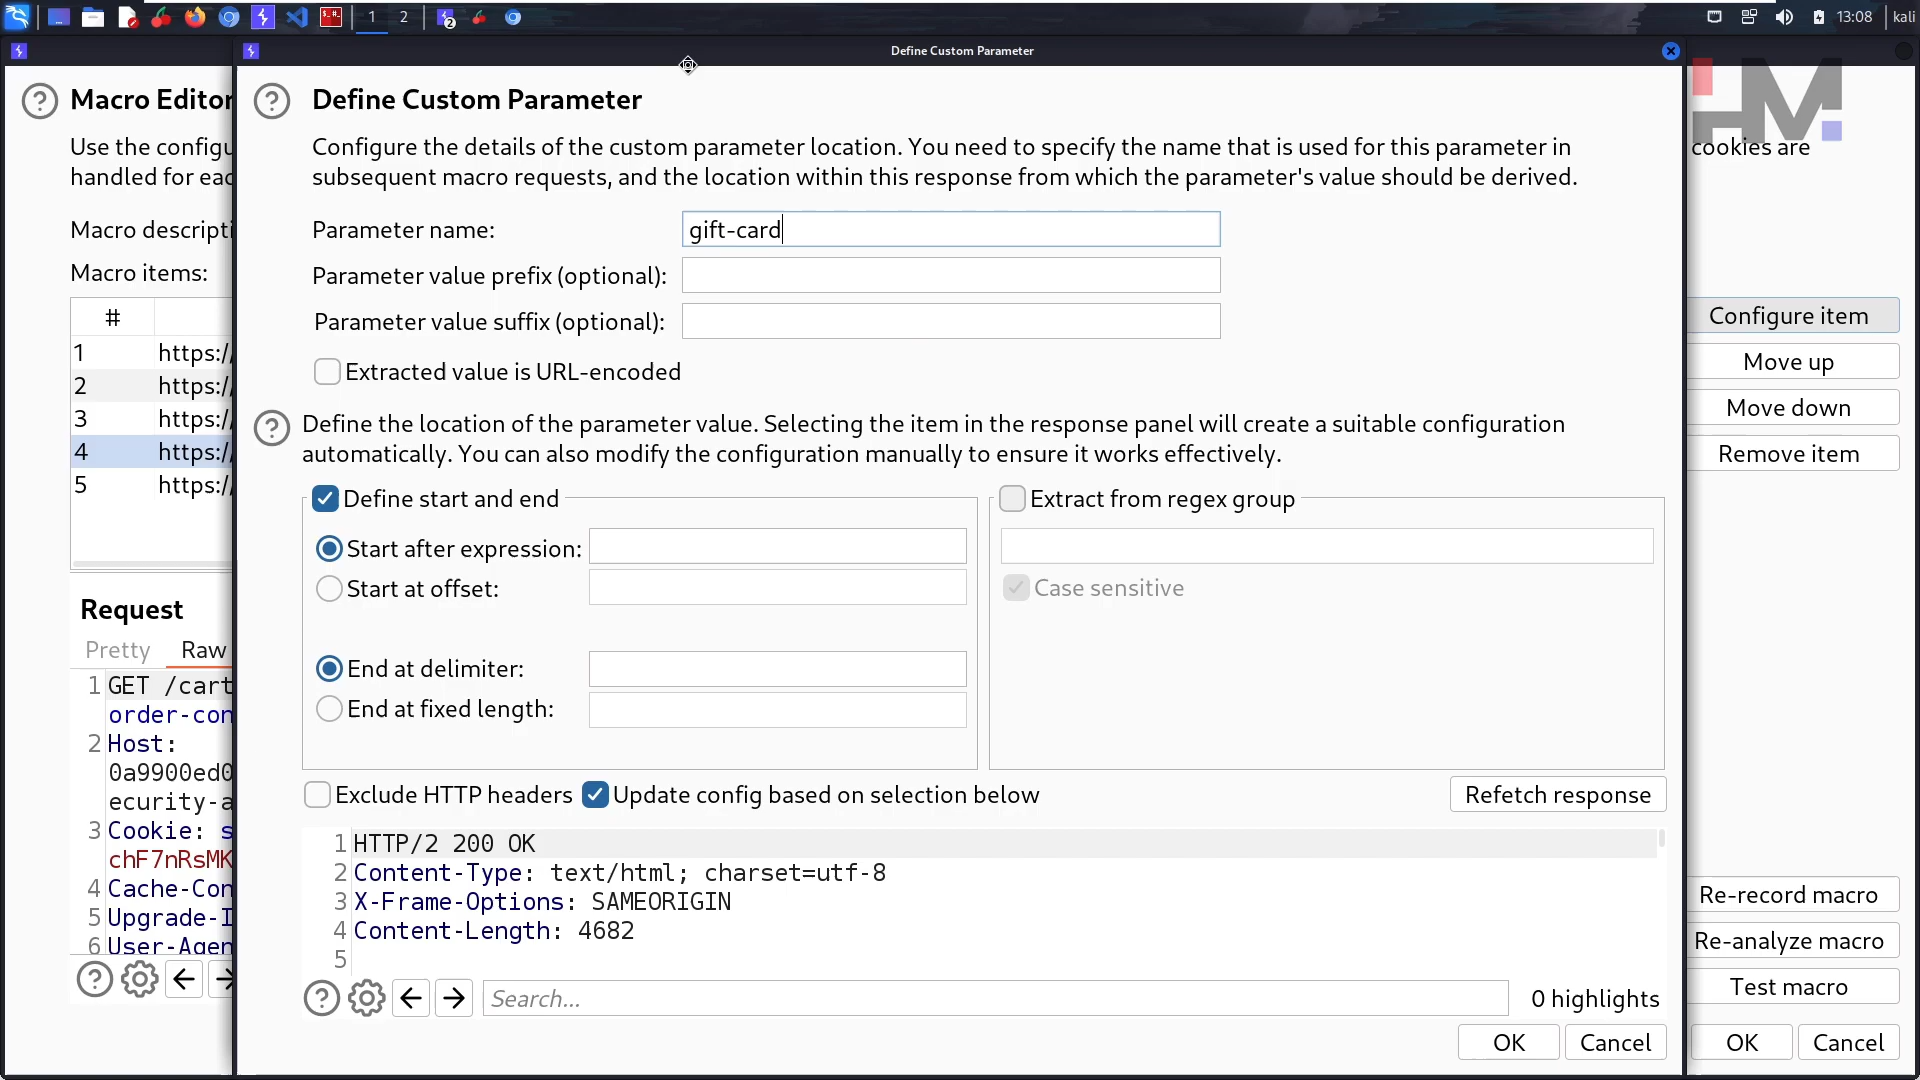 1
2
2
13:08
kali
Define Custom Parameter
HM
Macro Editor
Use the configu
handled for eac
cookies are
Macro descripti
Macro items:
#
1 https://
2 https://
3 https://
4 https://
5 https://
Configure item
Move up
Move down
Remove item
Re-record macro
Re-analyze macro
Test macro
OK
Cancel
Request
Pretty
Raw
1 GET /cart
order-con
2 Host:
0a9900ed0
ecurity-a
3 Cookie: s
chF7nRsMK
4 Cache-Con
5 Upgrade-I
6 User-Agen
Define Custom Parameter
Configure the details of the custom parameter location. You need to specify the name that is used for this parameter in
subsequent macro requests, and the location within this response from which the parameter's value should be derived.
Parameter name: gift-card
Parameter value prefix (optional):
Parameter value suffix (optional):
Extracted value is URL-encoded
Define the location of the parameter value. Selecting the item in the response panel will create a suitable configuration
automatically. You can also modify the configuration manually to ensure it works effectively.
Define start and end
Start after expression:
Start at offset:
End at delimiter:
End at fixed length:
Extract from regex group
Case sensitive
Exclude HTTP headers
Update config based on selection below
Refetch response
1 HTTP/2 200 OK
2 Content-Type: text/html; charset=utf-8
3 X-Frame-Options: SAMEORIGIN
4 Content-Length: 4682
5
Search...
0 highlights
OK
Cancel